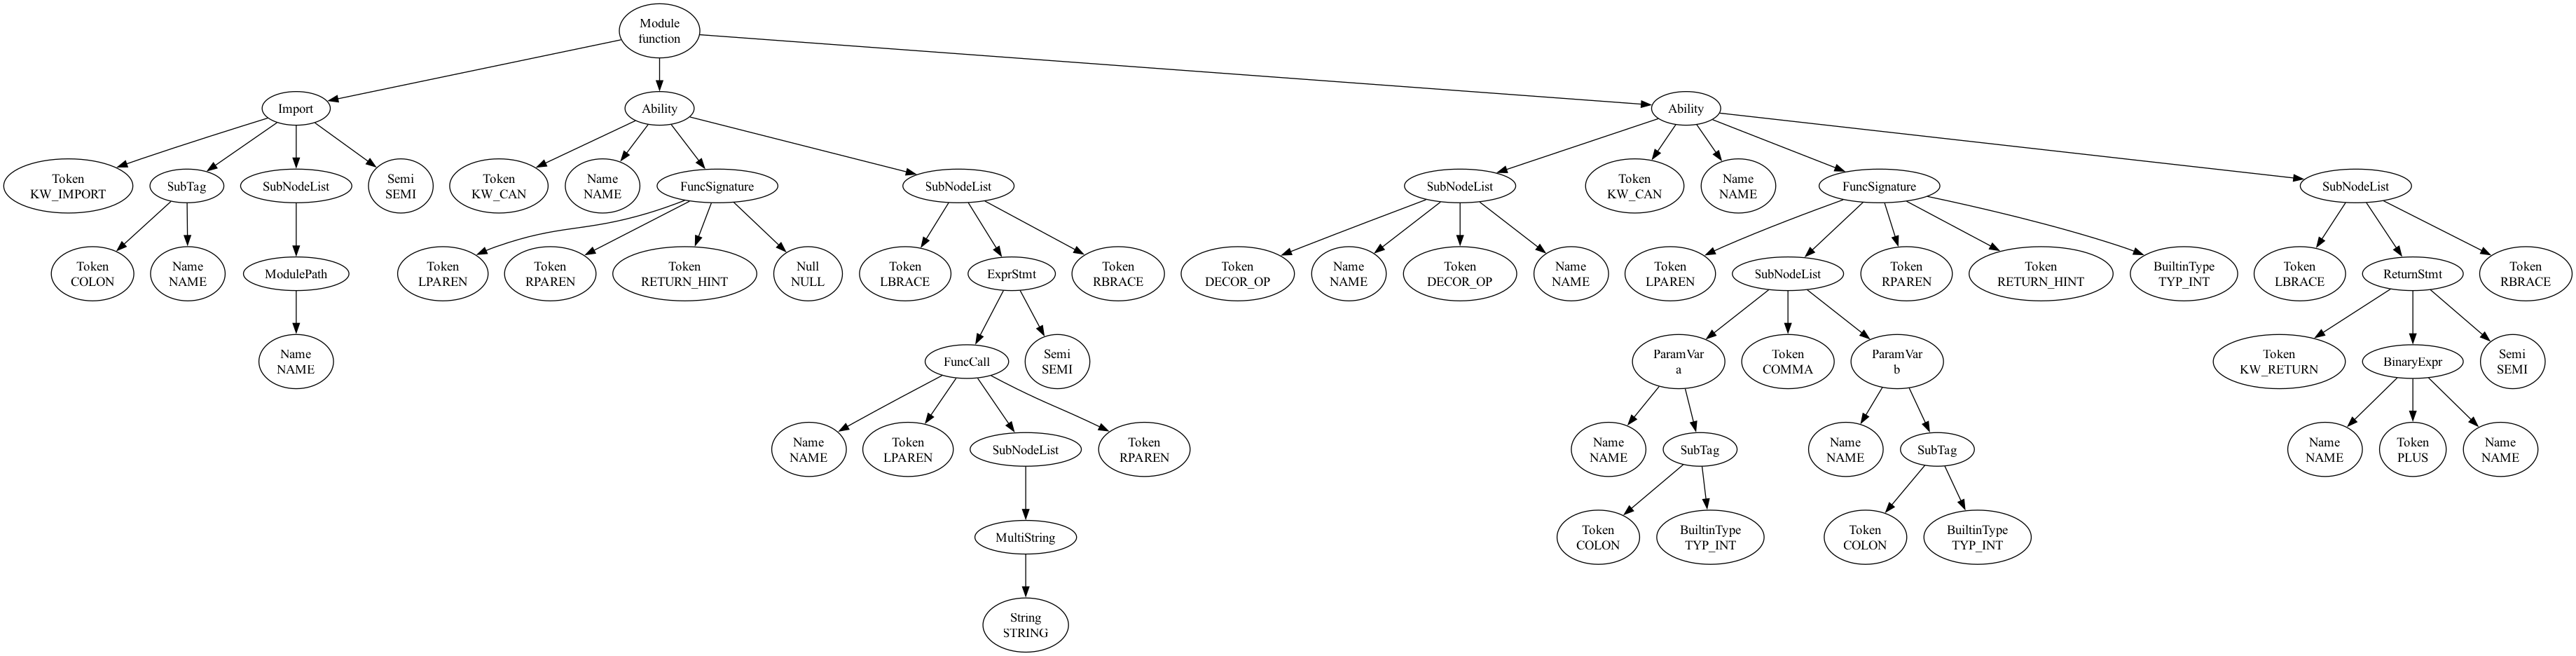 Module
function
Import
Ability
Ability
Token
KW_IMPORT
SubTag
SubNodeList
Semi
SEMI
Token
KW_CAN
Name
NAME
FuncSignature
SubNodeList
SubNodeList
Token
KW_CAN
Name
NAME
FuncSignature
SubNodeList
Token
COLON
Name
NAME
ModulePath
Token
LPAREN
Token
RPAREN
Token
RETURN_HINT
Null
NULL
Token
LBRACE
ExprStmt
Token
RBRACE
Token
DECOR_OP
Name
NAME
Token
DECOR_OP
Name
NAME
Token
LPAREN
SubNodeList
Token
RPAREN
Token
RETURN_HINT
BuiltinType
TYP_INT
Token
LBRACE
ReturnStmt
Token
RBRACE
Name
NAME
FuncCall
Semi
SEMI
ParamVar
a
Token
COMMA
ParamVar
b
Token
KW_RETURN
BinaryExpr
Semi
SEMI
Name
NAME
Token
LPAREN
SubNodeList
Token
RPAREN
Name
NAME
SubTag
Name
NAME
SubTag
Name
NAME
Token
PLUS
Name
NAME
MultiString
Token
COLON
BuiltinType
TYP_INT
Token
COLON
BuiltinType
TYP_INT
String
STRING